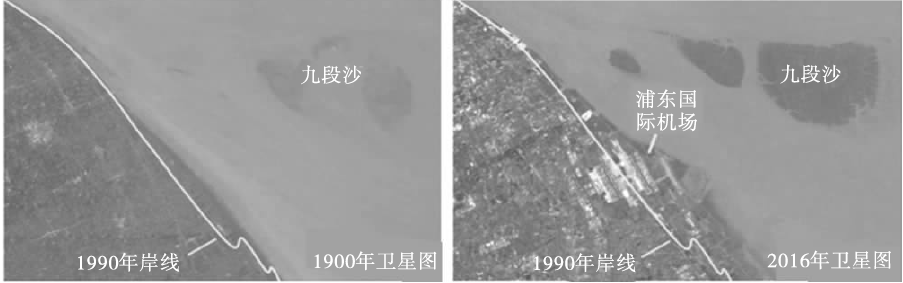 九段沙
1990年岸线
1900年卫星图
九段沙
浦东国
际机场
1990年岸线
2016年卫星图